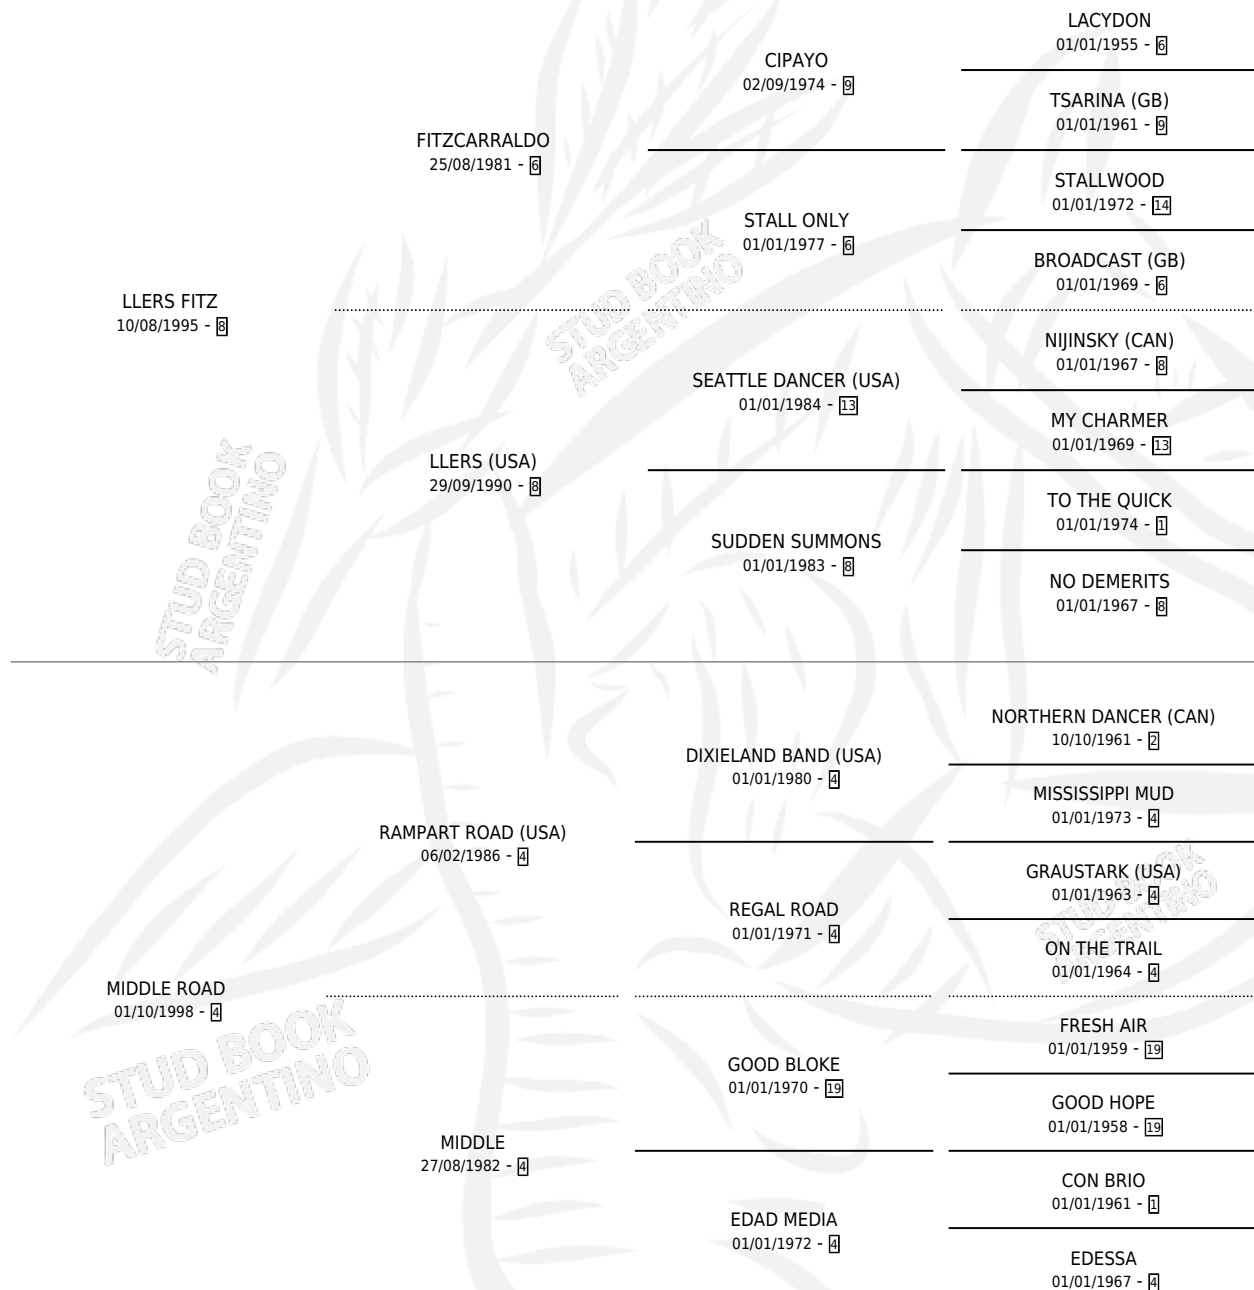 LACYDON
01/01/1955 - 6
CIPAYO
02/09/1974 - 9
TSARINA (GB)
01/01/1961 - 9
FITZCARRALDO
25/08/1981 - 6
STALLWOOD
01/01/1972 - 14
STALL ONLY
01/01/1977 - 6
BROADCAST (GB)
01/01/1969 - 6
LLERS FITZ
10/08/1995 - 8
STUD BOOK
ARGENTINO
NIJINSKY (CAN)
01/01/1967 - 8
SEATTLE DANCER (USA)
01/01/1984 - 13
MY CHARMER
01/01/1969 - 13
LLERS (USA)
29/09/1990 - 8
TO THE QUICK
01/01/1974 - 1
SUDDEN SUMMONS
01/01/1983 - 8
NO DEMERITS
01/01/1967 - 8
STUD BOOK
ARGENTINO
NORTHERN DANCER (CAN)
10/10/1961 - 2
DIXIELAND BAND (USA)
01/01/1980 - 4
MISSISSIPPI MUD
01/01/1973 - 4
RAMPART ROAD (USA)
06/02/1986 - 4
GRAUSTARK (USA)
01/01/1963 - 4
REGAL ROAD
01/01/1971 - 4
STUD BOOK
ARGENTINO
ON THE TRAIL
01/01/1964 - 4
MIDDLE ROAD
01/10/1998 - 4
FRESH AIR
01/01/1959 - 19
GOOD BLOKE
01/01/1970 - 19
STUD BOOK
ARGENTINO
GOOD HOPE
01/01/1958 - 19
MIDDLE
27/08/1982 - 4
CON BRIO
01/01/1961 - 1
EDAD MEDIA
01/01/1972 - 4
EDESSA
01/01/1967 - 4